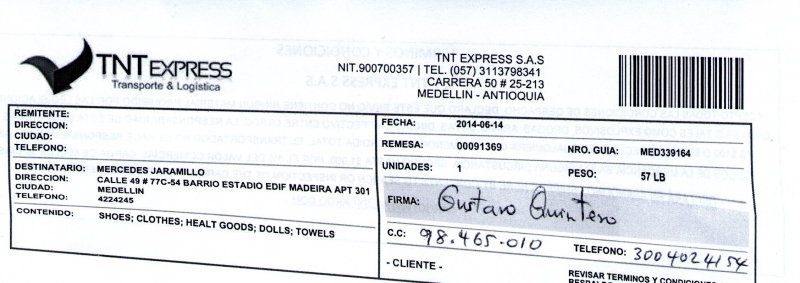 TNT EXPRESS
Transporte & Logística
TNT EXPRESS S.A.S
NIT.900700357 | TEL. (057) 3113798341
CARRERA 50 # 25-213
MEDELLIN - ANTIOQUIA
REMITENTE:
DIRECCION:
CIUDAD:
TELEFONO:
DESTINATARIO: MERCEDES JARAMILLO
DIRECCION: CALLE 49 # 77C-54 BARRIO ESTADIO EDIF MADEIRA APT 301
CIUDAD: MEDELLIN
TELEFONO: 4224245
CONTENIDO: SHOES; CLOTHES; HEALT GOODS; DOLLS; TOWELS
FECHA: 2014-06-14
REMESA: 000091369 NRO. GUIA: MED339164
UNIDADES: 1 PESO: 57 LB
FIRMA: Gustavo Quintero
C.C: 98.465.010 TELEFONO: 3004024154
- CLIENTE -
REVISAR TERMINOS Y CONDICIONES